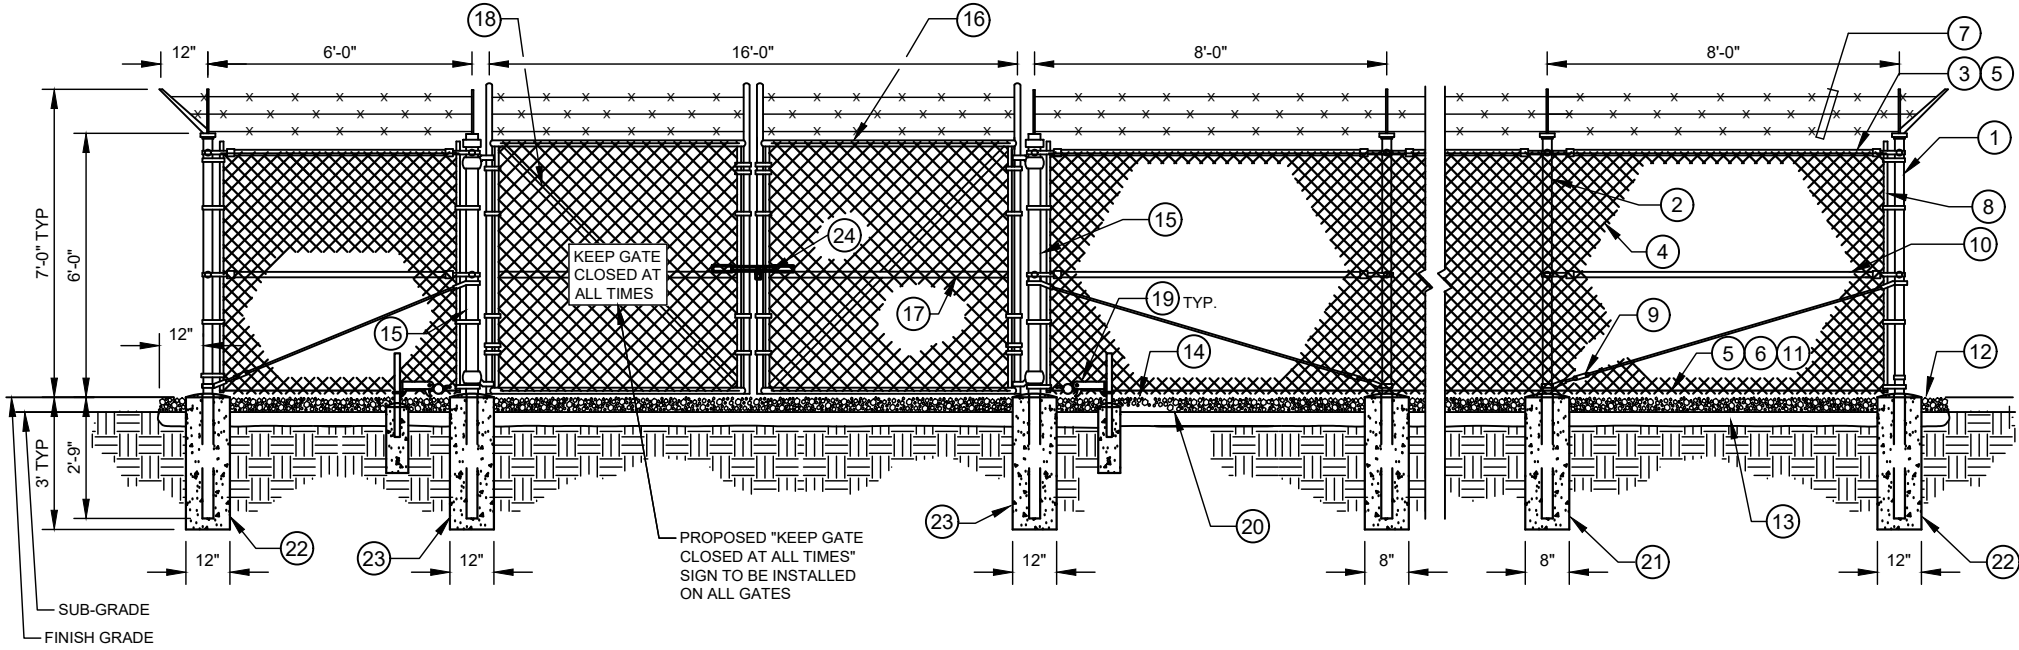 18
16
7
12"
6'-0"
16'-0"
8'-0"
8'-0"
3 5
1
7'-0" TYP
6'-0"
2
15
8
24
4
10
KEEP GATE
CLOSED AT
ALL TIMES
19 TYP.
17
15
9
12"
14
5 6 11
12
3' TYP
2'-9"
23
20
13
22
23
21
22
PROPOSED "KEEP GATE
CLOSED AT ALL TIMES"
SIGN TO BE INSTALLED
ON ALL GATES
12"
12"
12"
8"
8"
12"
SUB-GRADE
FINISH GRADE